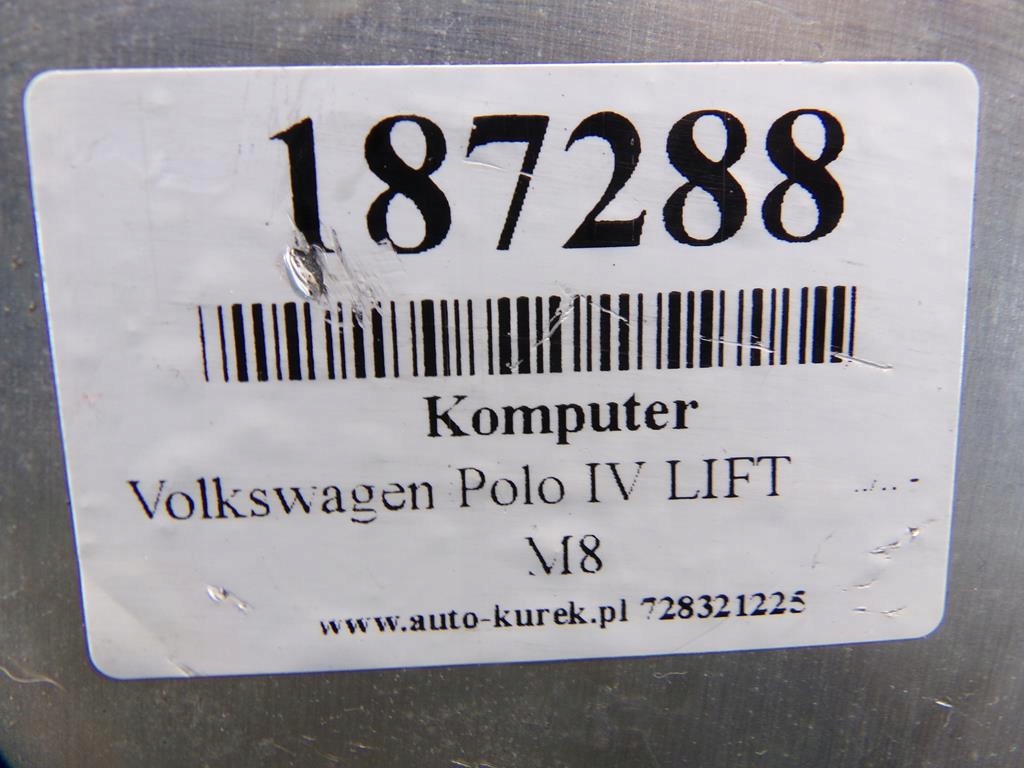 187288
Komputer
Volkswagen Polo IV LIFT
M8
www.auto-kurek.pl 728321225